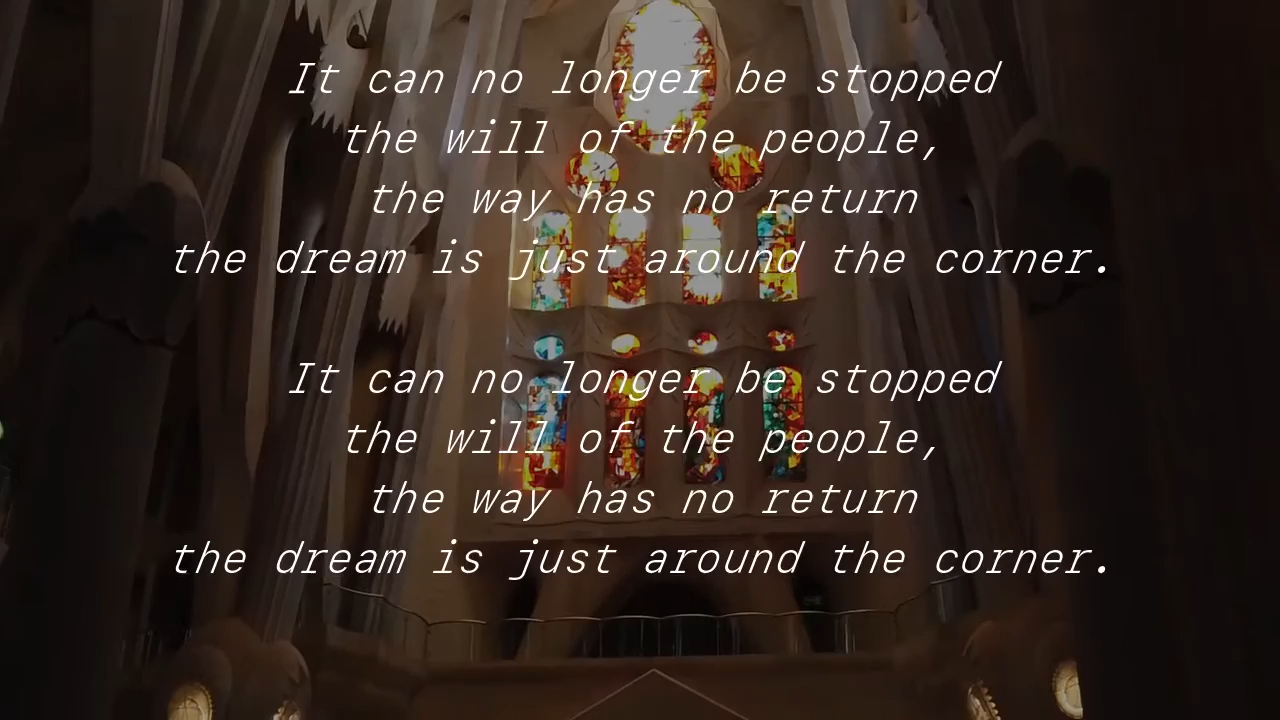 It can no longer be stopped
the will of the people,
the way has no return
the dream is just around the corner.
It can no longer be stopped
the will of the people,
the way has no return
the dream is just around the corner.